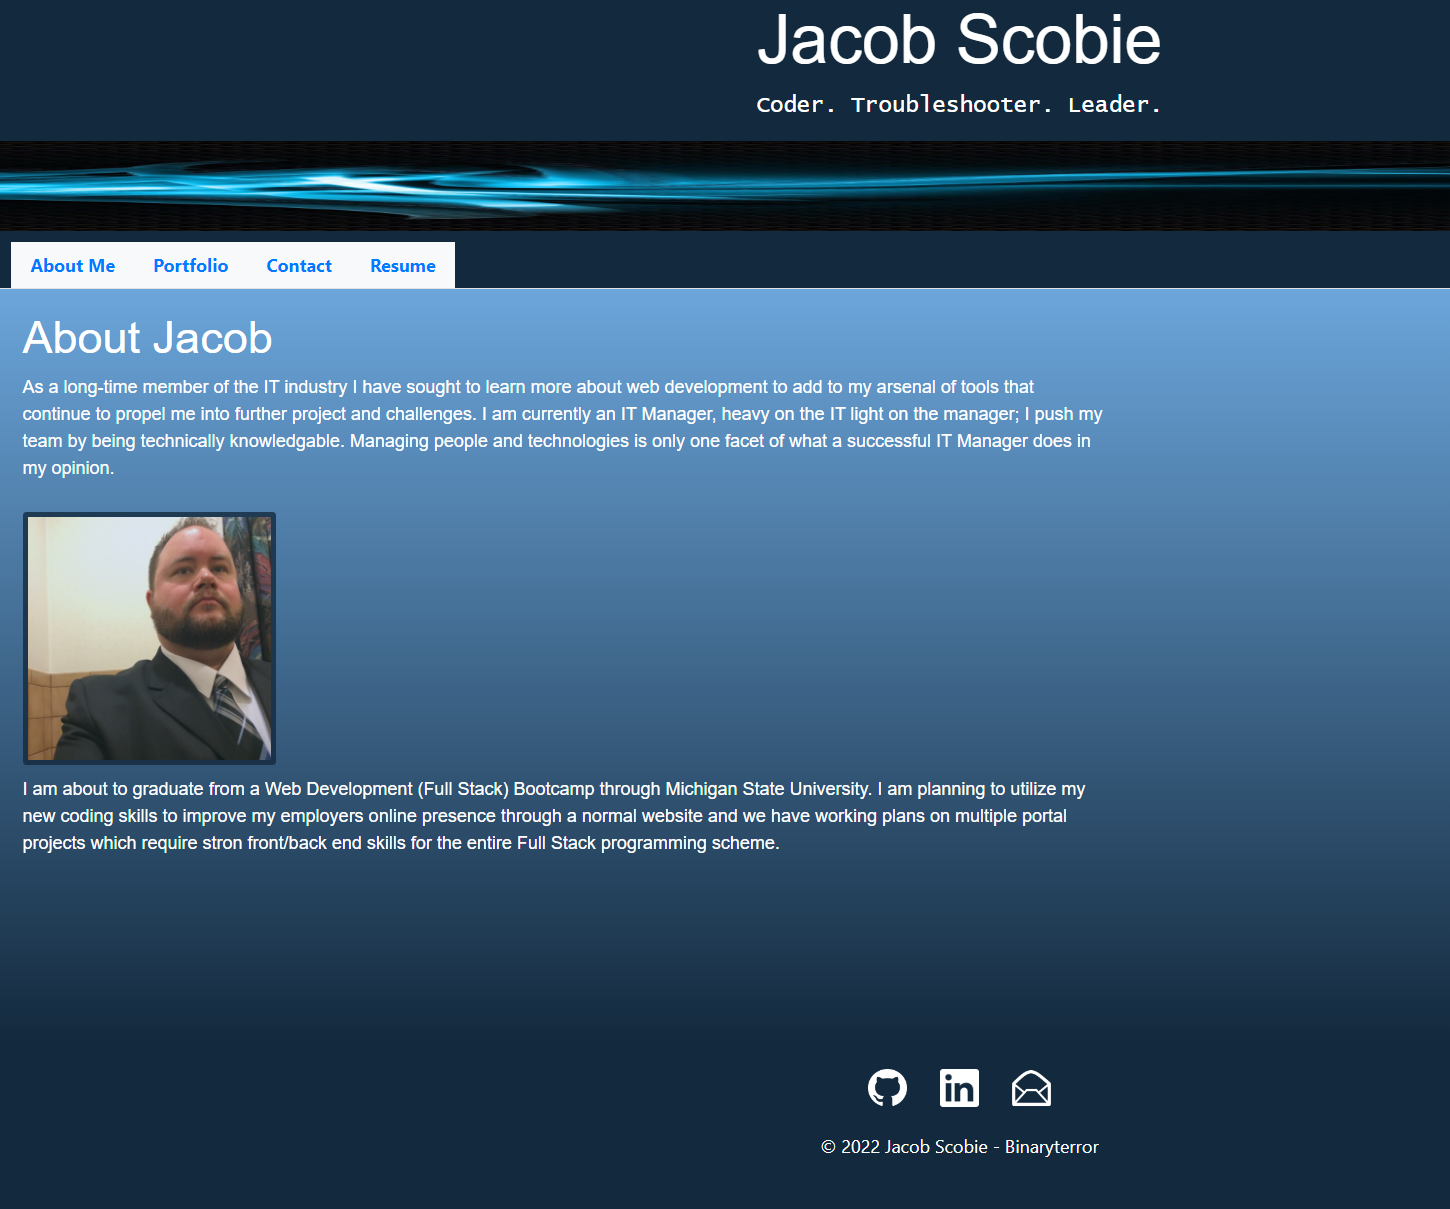 Jacob Scobie
Coder. Troubleshooter. Leader.
About Me Portfolio Contact Resume
About Jacob
As a long-time member of the IT industry I have sought to learn more about web development to add to my arsenal of tools that
continue to propel me into further project and challenges. I am currently an IT Manager, heavy on the IT light on the manager; I push my
team by being technically knowledgable. Managing people and technologies is only one facet of what a successful IT Manager does in
my opinion.
I am about to graduate from a Web Development (Full Stack) Bootcamp through Michigan State University. I am planning to utilize my
new coding skills to improve my employers online presence through a normal website and we have working plans on multiple portal
projects which require stron front/back end skills for the entire Full Stack programming scheme.
in
© 2022 Jacob Scobie - Binaryterror